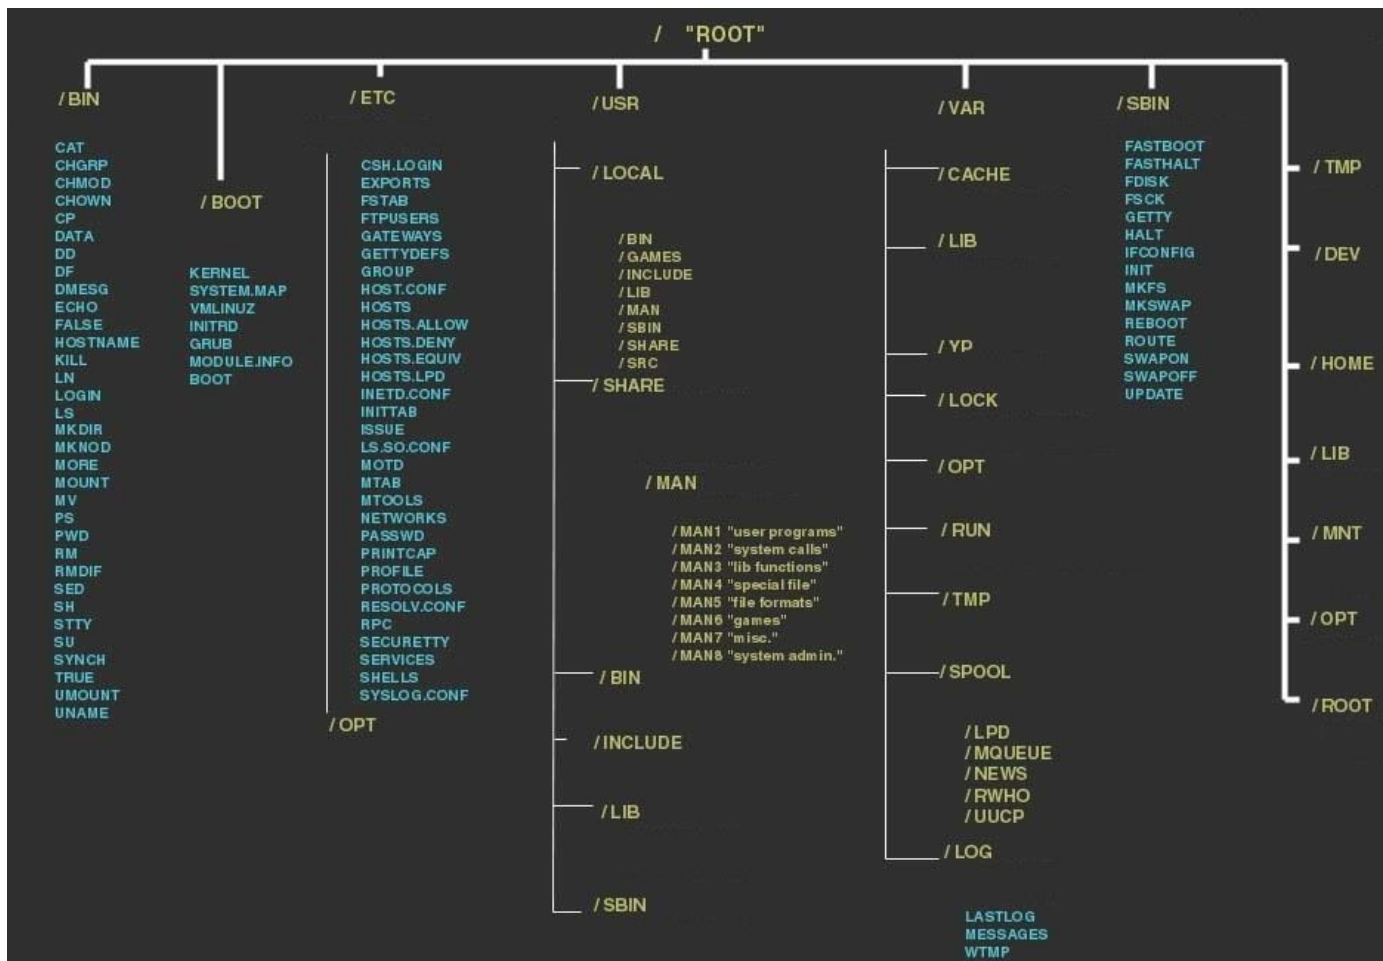 / "ROOT"
/BIN
CAT
CHGRP
CHMOD
CHOWN
CP
DATA
DD
DF
DMESG
ECHO
FALSE
HOSTNAME
KILL
LN
LOGIN
LS
MKDIR
MKNOD
MORE
MOUNT
MV
PS
PWD
RM
RMDIF
SED
SH
STTY
SU
SYNCH
TRUE
UMOUNT
UNAME
/BOOT
KERNEL
SYSTEM.MAP
VMLINUZ
INITRD
GRUB
MODULE.INFO
BOOT
/ETC
CSH.LOGIN
EXPORTS
FSTAB
FTPUSERS
GATEWAYS
GETTYDEFS
GROUP
HOST.CONF
HOSTS
HOSTS.ALLOW
HOSTS.DENY
HOSTS.EQUIV
HOSTS.LPD
INETD.CONF
INITTAB
ISSUE
LS.SO.CONF
MOTD
MTAB
MTOOLS
NETWORKS
PASSWD
PRINTCAP
PROFILE
PROTOCOLS
RESOLV.CONF
RPC
SECURETTY
SERVICES
SHELLS
SYSLOG.CONF
/OPT
/USR
/LOCAL
/BIN
/GAMES
/INCLUDE
/LIB
/MAN
/SBIN
/SHARE
/SRC
/SHARE
/MAN
/MAN1 "user programs"
/MAN2 "system calls"
/MAN3 "lib functions"
/MAN4 "special file"
/MAN5 "file formats"
/MAN6 "games"
/MAN7 "misc."
/MAN8 "system admin."
/BIN
/INCLUDE
/LIB
/SBIN
/VAR
/CACHE
/LIB
/YP
/LOCK
/OPT
/RUN
/TMP
/SPOOL
/LPD
/MQUEUE
/NEWS
/RWHO
/UUCP
/LOG
LASTLOG
MESSAGES
WTMP
/SBIN
FASTBOOT
FASTHALT
FDISK
FSCK
GETTY
HALT
IFCONFIG
INIT
MKFS
MKSWAP
REBOOT
ROUTE
SWAPON
SWAPOFF
UPDATE
/TMP
/DEV
/HOME
/LIB
/MNT
/OPT
/ROOT